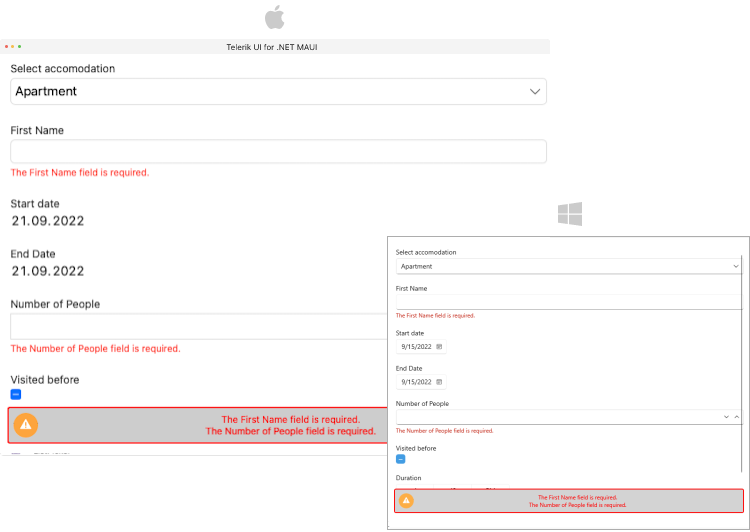 Telerik UI for .NET MAUI
Select accomodation
Apartment
First Name
The First Name field is required.
Start date
21.09.2022
End Date
21.09.2022
Number of People
The Number of People field is required.
Visited before
The First Name field is required.
The Number of People field is required.
Select accomodation
Apartment
First Name
The First Name field is required.
Start date
9/15/2022
End Date
9/15/2022
Number of People
The Number of People field is required.
Visited before
Duration
The First Name field is required.
The Number of People field is required.